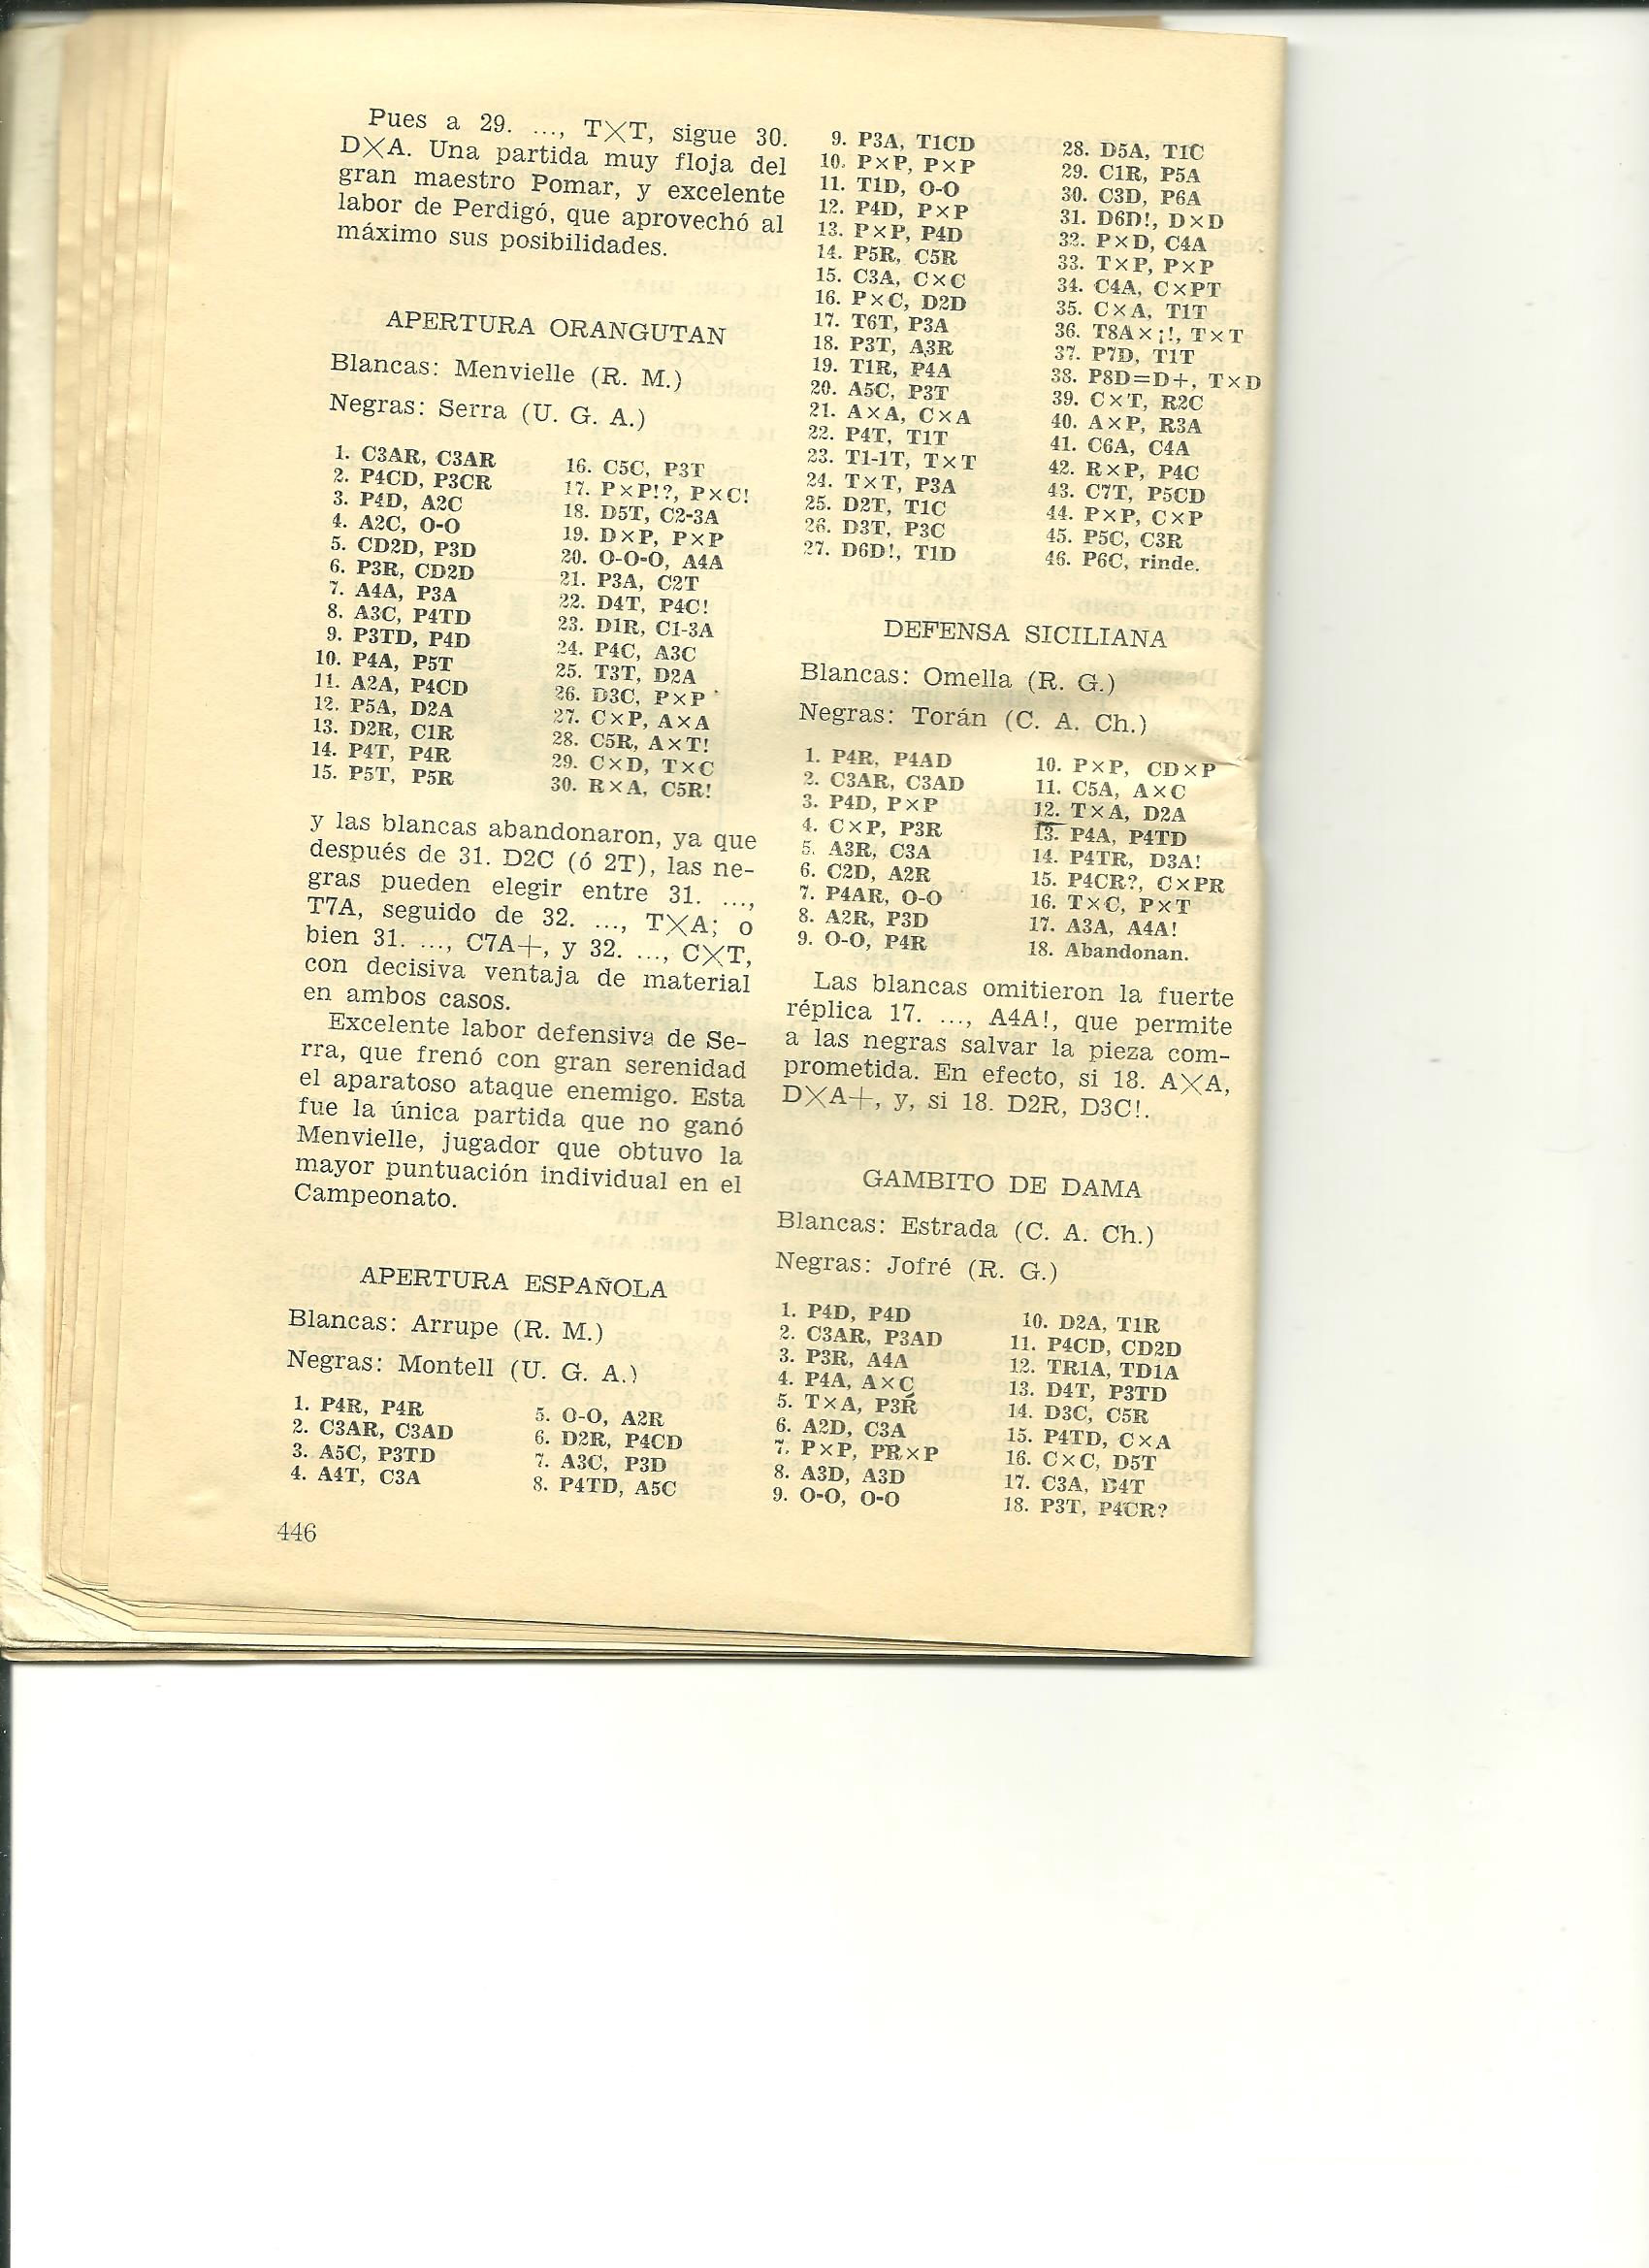 Pues a 29. ..., T×T, sigue 30.
D×A. Una partida muy floja del
gran maestro Pomar, y excelente
labor de Perdigó, que aprovechó al
máximo sus posibilidades.
APERTURA ORANGUTAN
Blancas: Menvielle (R. M.)
Negras: Serra (U. G. A.)
1. C3AR, C3AR
2. P4CD, P3CR
3. P4D, A2C
4. A2C, O-O
5. CD2D, P3D
6. P3R, CD2D
7. A4A, P3A
8. A3C, P4TD
9. P3TD, P4D
10. P4A, P5T
11. A2A, P4CD
12. P5A, D2A
13. D2R, C1R
14. P4T, P4R
15. P5T, P5R
16. C5C, P3T
17. P×P!?, P×C!
18. D5T, C2-3A
19. D×P, P×P
20. O-O-O, A4A
21. P3A, C2T
22. D4T, P4C!
23. D1R, C1-3A
24. P4C, A3C
25. T3T, D2A
26. D3C, P×P
27. C×P, A×A
28. C5R, A×T!
29. C×D, T×C
30. R×A, C5R!
y las blancas abandonaron, ya que
después de 31. D2C (ó 2T), las ne-
gras pueden elegir entre 31. ...,
T7A, seguido de 32. ..., T×A; o
bien 31. ..., C7A+, y 32. ..., C×T,
con decisiva ventaja de material
en ambos casos.
Excelente labor defensiva de Se-
rra, que frenó con gran serenidad
el aparatoso ataque enemigo. Esta
fue la única partida que no ganó
Menvielle, jugador que obtuvo la
mayor puntuación individual en el
Campeonato.
APERTURA ESPAÑOLA
Blancas: Arrupe (R. M.)
Negras: Montell (U. G. A.)
1. P4R, P4R
2. C3AR, C3AD
3. A5C, P3TD
4. A4T, C3A
5. O-O, A2R
6. D2R, P4CD
7. A3C, P3D
8. P4TD, A5C
446
9. P3A, T1CD
10. P×P, P×P
11. T1D, O-O
12. P4D, P×P
13. P×P, P4D
14. P5R, C5R
15. C3A, C×C
16. P×C, D2D
17. T6T, P3A
18. P3T, A3R
19. T1R, P4A
20. A5C, P3T
21. A×A, C×A
22. P4T, T1T
23. T1-1T, T×T
24. T×T, P3A
25. D2T, T1C
26. D3T, P3C
27. D6D!, T1D
28. D5A, T1C
29. C1R, P5A
30. C3D, P6A
31. D6D!, D×D
32. P×D, C4A
33. T×P, P×P
34. C4A, C×PT
35. C×A, T1T
36. T8A×¡!, T×T
37. P7D, T1T
38. P8D=D+, T×D
39. C×T, R2C
40. A×P, R3A
41. C6A, C4A
42. R×P, P4C
43. C7T, P5CD
44. P×P, C×P
45. P5C, C3R
46. P6C, rinde.
DEFENSA SICILIANA
Blancas: Omella (R. G.)
Negras: Torán (C. A. Ch.)
1. P4R, P4AD
2. C3AR, C3AD
3. P4D, P×P
4. C×P, P3R
5. A3R, C3A
6. C2D, A2R
7. P4AR, O-O
8. A2R, P3D
9. O-O, P4R
10. P×P, CD×P
11. C5A, A×C
12. T×A, D2A
13. P4A, P4TD
14. P4TR, D3A!
15. P4CR?, C×PR
16. T×C, P×T
17. A3A, A4A!
18. Abandonan.
Las blancas omitieron la fuerte
réplica 17. ..., A4A!, que permite
a las negras salvar la pieza com-
prometida. En efecto, si 18. A×A,
D×A+, y, si 18. D2R, D3C!.
GAMBITO DE DAMA
Blancas: Estrada (C. A. Ch.)
Negras: Jofré (R. G.)
1. P4D, P4D
2. C3AR, P3AD
3. P3R, A4A
4. P4A, A×C
5. T×A, P3R
6. A2D, C3A
7. P×P, PR×P
8. A3D, A3D
9. O-O, O-O
10. D2A, T1R
11. P4CD, CD2D
12. TR1A, TD1A
13. D4T, P3TD
14. D3C, C5R
15. P4TD, C×A
16. C×C, D5T
17. C3A, D4T
18. P3T, P4CR?